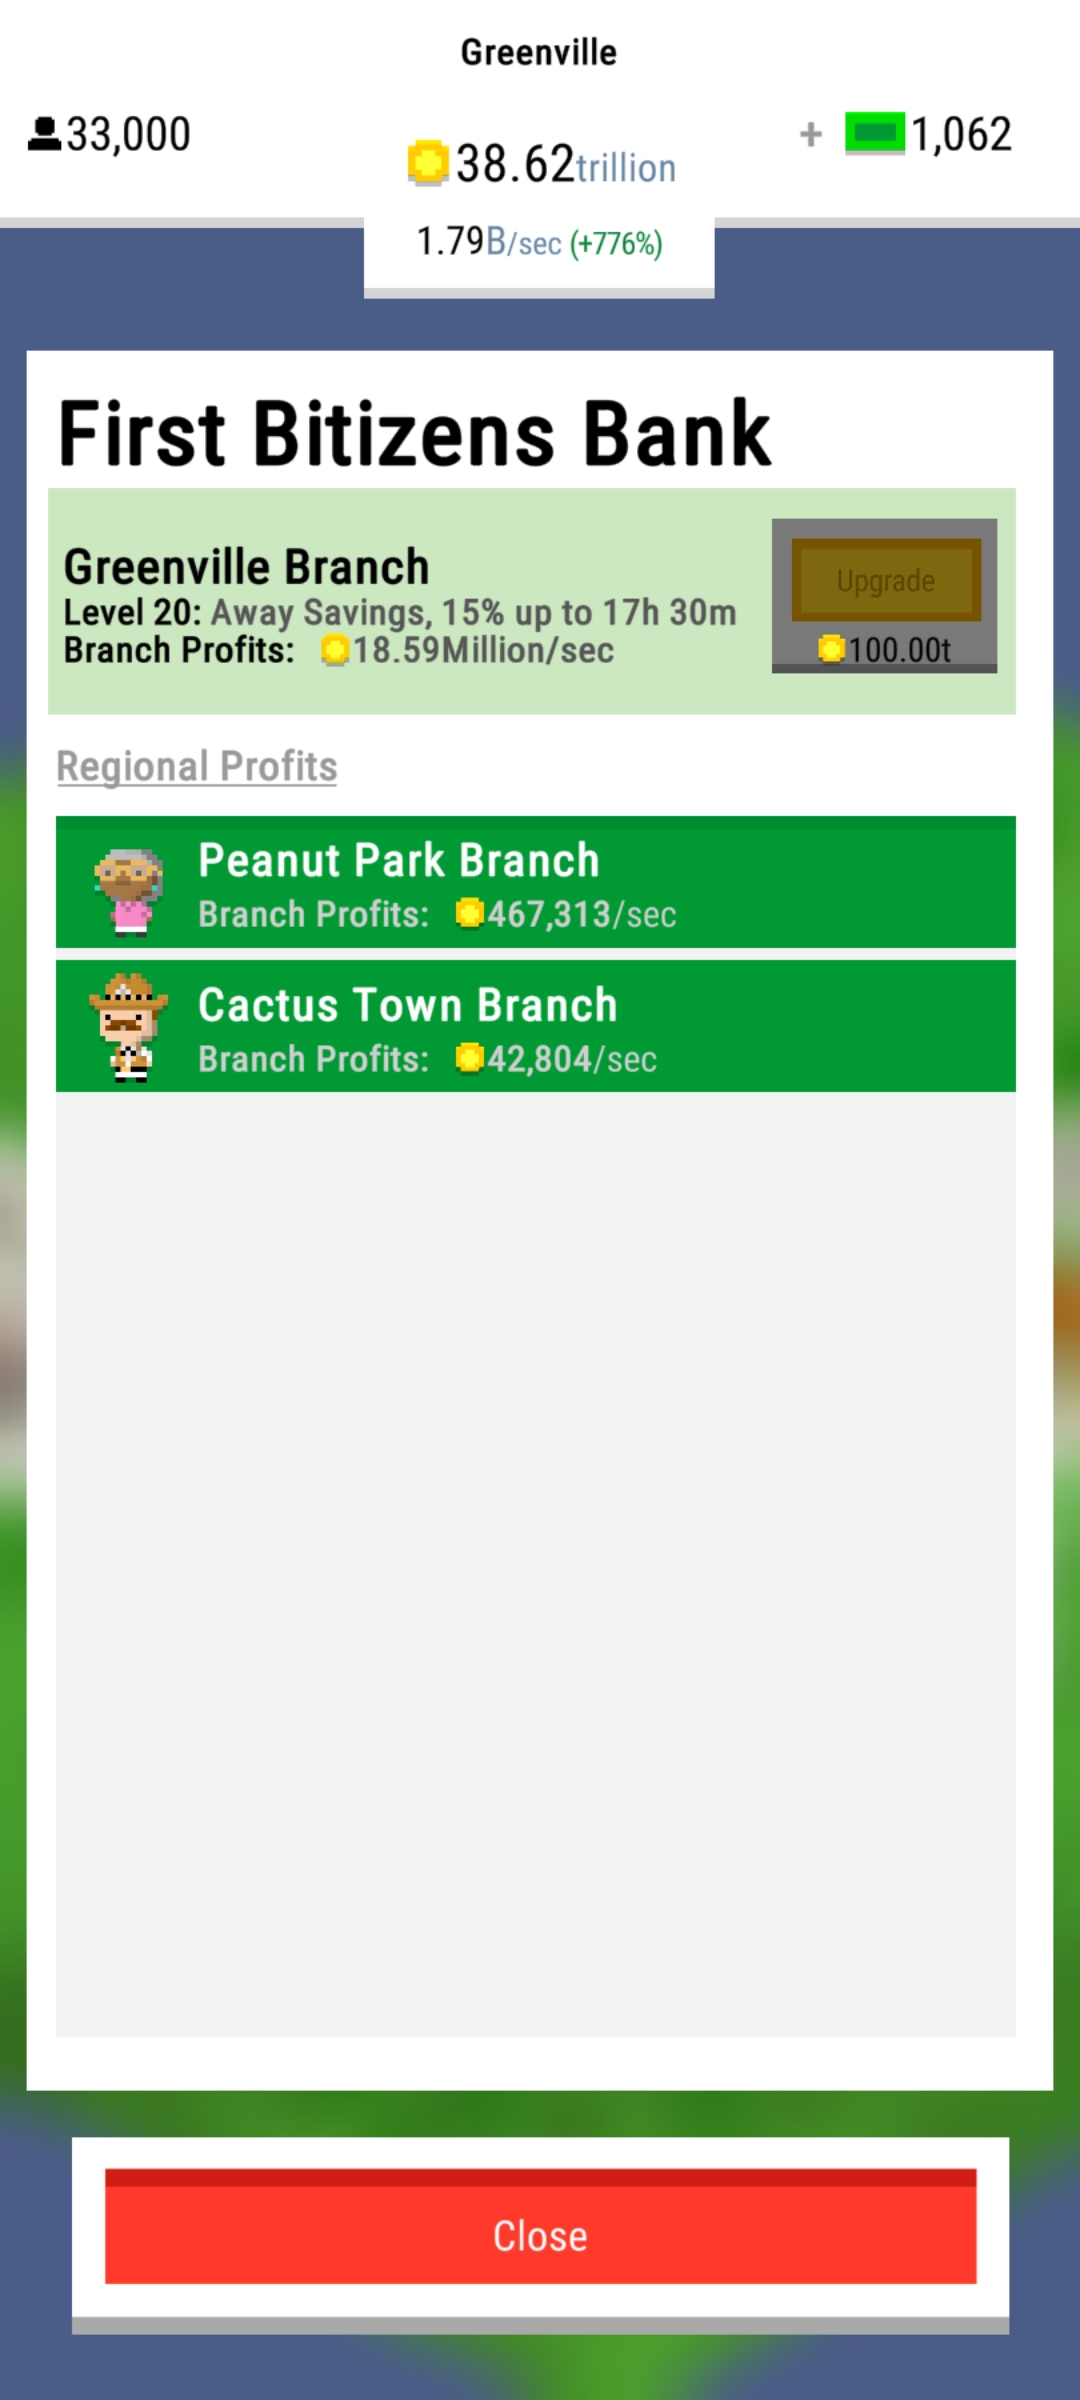 Greenville
33,000
38.62trillion
+ 1,062
1.79B/sec (+776%)
First Bitizens Bank
Greenville Branch
Level 20: Away Savings, 15% up to 17h 30m
Branch Profits: 18.59Million/sec
Upgrade
100.00t
Regional Profits
Peanut Park Branch
Branch Profits: 467,313/sec
Cactus Town Branch
Branch Profits: 42,804/sec
Close